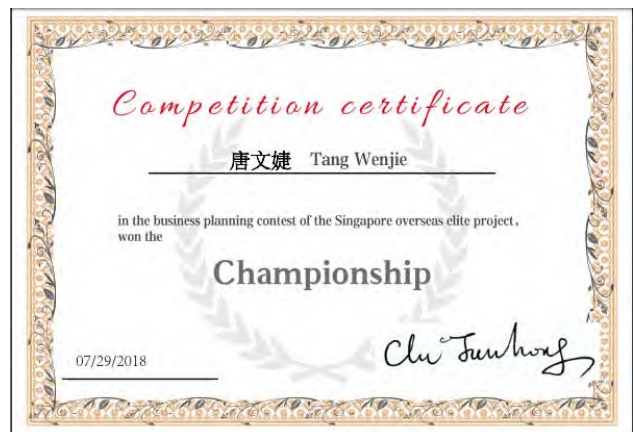 Competition certificate
唐文婕 Tang Wenjie
in the business planning contest of the Singapore overseas elite project,
won the
Championship
07/29/2018